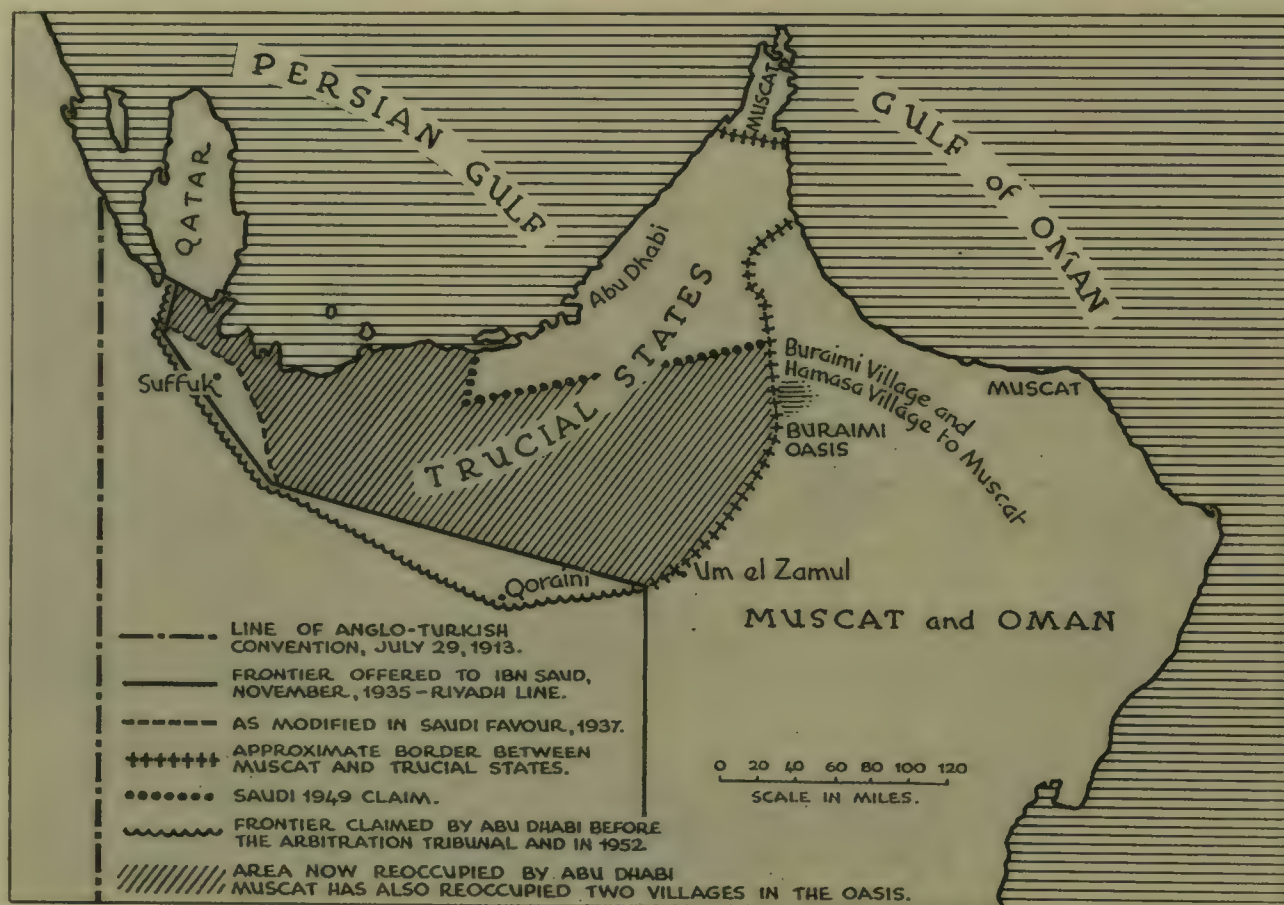 PERSIAN GULF
GULF of OMAN
MUSCAT
QATAR
Abu Dhabi
TRUCIAL STATES
Suffuk
Buraimi Village and
Hamasa Village to Muscat
MUSCAT
BURAIMI
OASIS
Qoraini
Um el Zamul
MUSCAT and OMAN
LINE OF ANGLO-TURKISH
CONVENTION, JULY 29, 1913.
FRONTIER OFFERED TO IBN SAUD,
NOVEMBER, 1935-RIYADH LINE.
AS MODIFIED IN SAUDI FAVOUR, 1937.
APPROXIMATE BORDER BETWEEN
MUSCAT AND TRUCIAL STATES.
SAUDI 1949 CLAIM.
FRONTIER CLAIMED BY ABU DHABI BEFORE
THE ARBITRATION TRIBUNAL AND IN 1952
AREA NOW REOCCUPIED BY ABU DHABI
MUSCAT HAS ALSO REOCCUPIED TWO VILLAGES IN THE OASIS.
0 20 40 60 80 100 120
SCALE IN MILES.